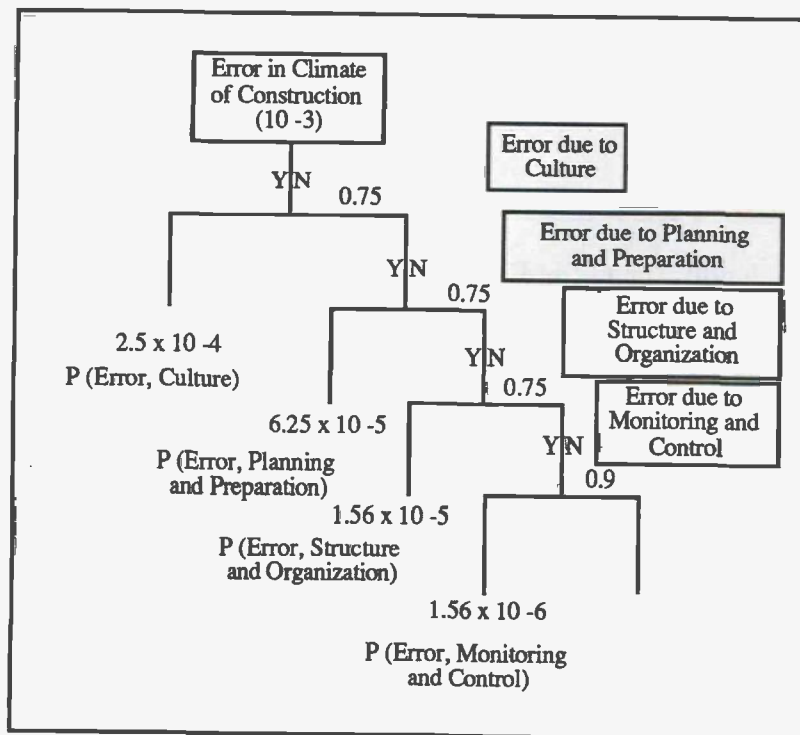 Error in Climate
of Construction
(10 -3)
Error due to
Culture
Y N
0.75
Error due to Planning
and Preparation
Y N
0.75
Error due to
Structure and
Organization
2.5 x 10 -4
P (Error, Culture)
Y N
0.75
Error due to
Monitoring and
Control
6.25 x 10 -5
P (Error, Planning
and Preparation)
Y N
0.9
1.56 x 10 -5
P (Error, Structure
and Organization)
1.56 x 10 -6
P (Error, Monitoring
and Control)